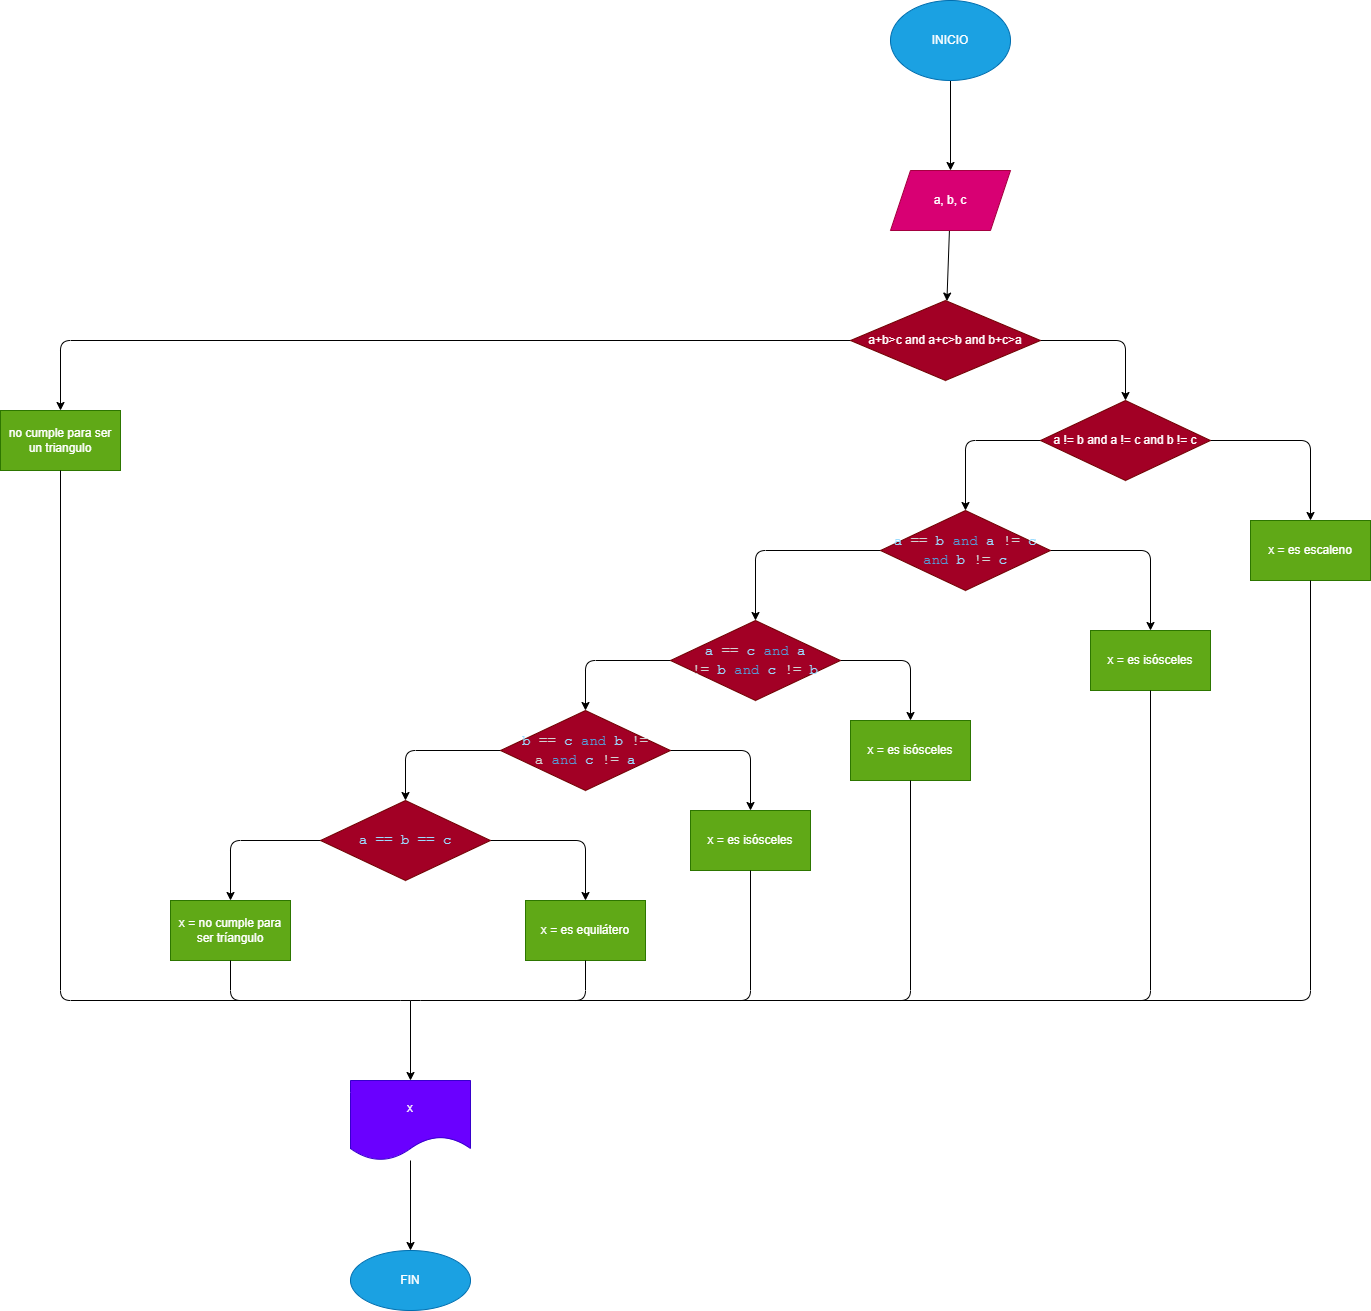 INICIO
a, b, c
a+b>c and a+c>b and b+c>a
no cumple para ser
un triangulo
a != b and a != c and b != c
a == b and a != c
and b != c
x = es escaleno
a == c and a
!= b and c != b
x = es isósceles
b == c and b !=
a and c != a
x = es isósceles
a == b == c
x = es isósceles
x = no cumple para
ser tríangulo
x = es equilátero
x
FIN